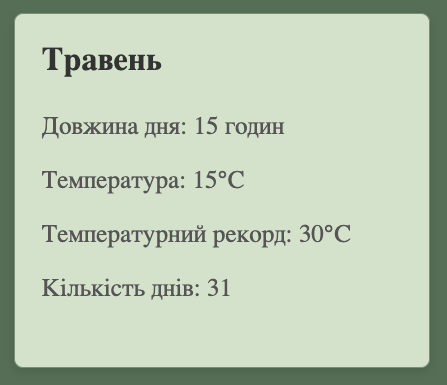 Травень
Довжина дня: 15 годин
Температура: 15°C
Температурний рекорд: 30°C
Кількість днів: 31